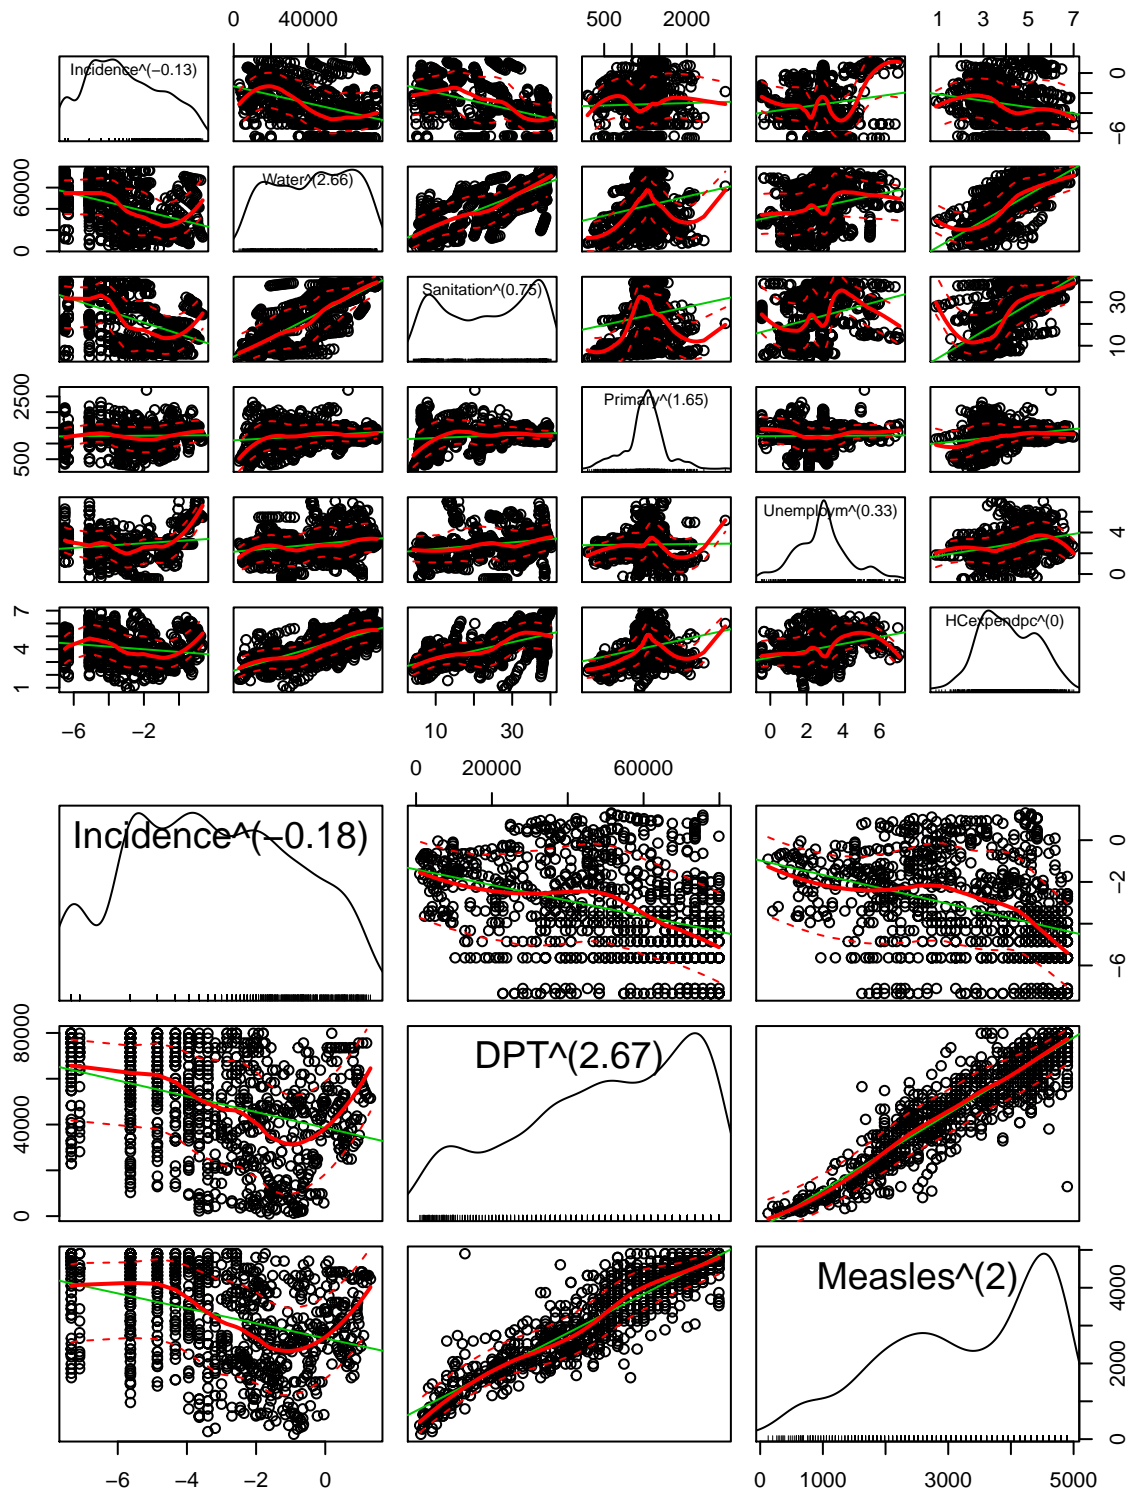 0 40000 500 2000 1 3 5 7
Incidence^(−0.13)
0
−6
Water^(2.66)
60000
0
Sanitation^(0.75)
30
10
Primary^(1.65)
2500
500
Unemploym^(0.33)
4
0
HCexpendpc^(0)
7
4
1
−6 −2 10 30 0 2 4 6
0 20000 60000
Incidence^(−0.18)
0
−2
−6
DPT^(2.67)
80000
40000
0
Measles^(2)
4000
2000
0
−6 −4 −2 0 0 1000 3000 5000